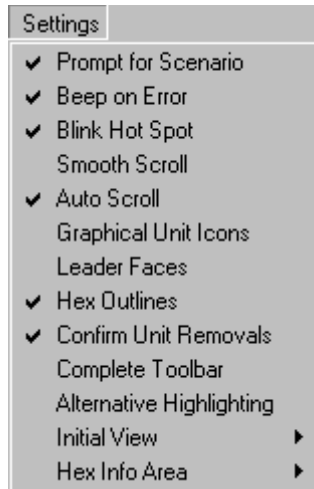 Settings
Prompt for Scenario
Beep on Error
Blink Hot Spot
Smooth Scroll
Auto Scroll
Graphical Unit Icons
Leader Faces
Hex Outlines
Confirm Unit Removals
Complete Toolbar
Alternative Highlighting
Initial View
Hex Info Area